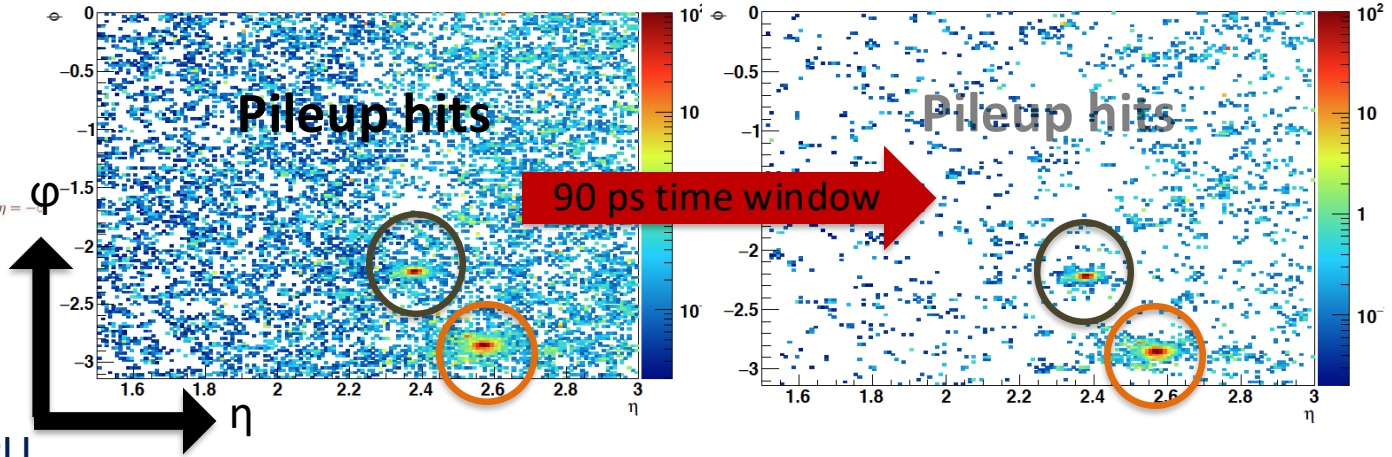 ϕ 0 10² ϕ 0 10²
−0.5 −0.5
Pileup hits Pileup hits
10 10
−1 −1
φ −1.5 90 ps time window
η = −
1
−2 −2
−2.5 −2.5
10⁻ 10⁻
−3 −3
1.6 1.8 2 2.2 2.4 2.6 2.8 3 1.6 1.8 2 2.2 2.4 2.6 2.8 3
η η
η